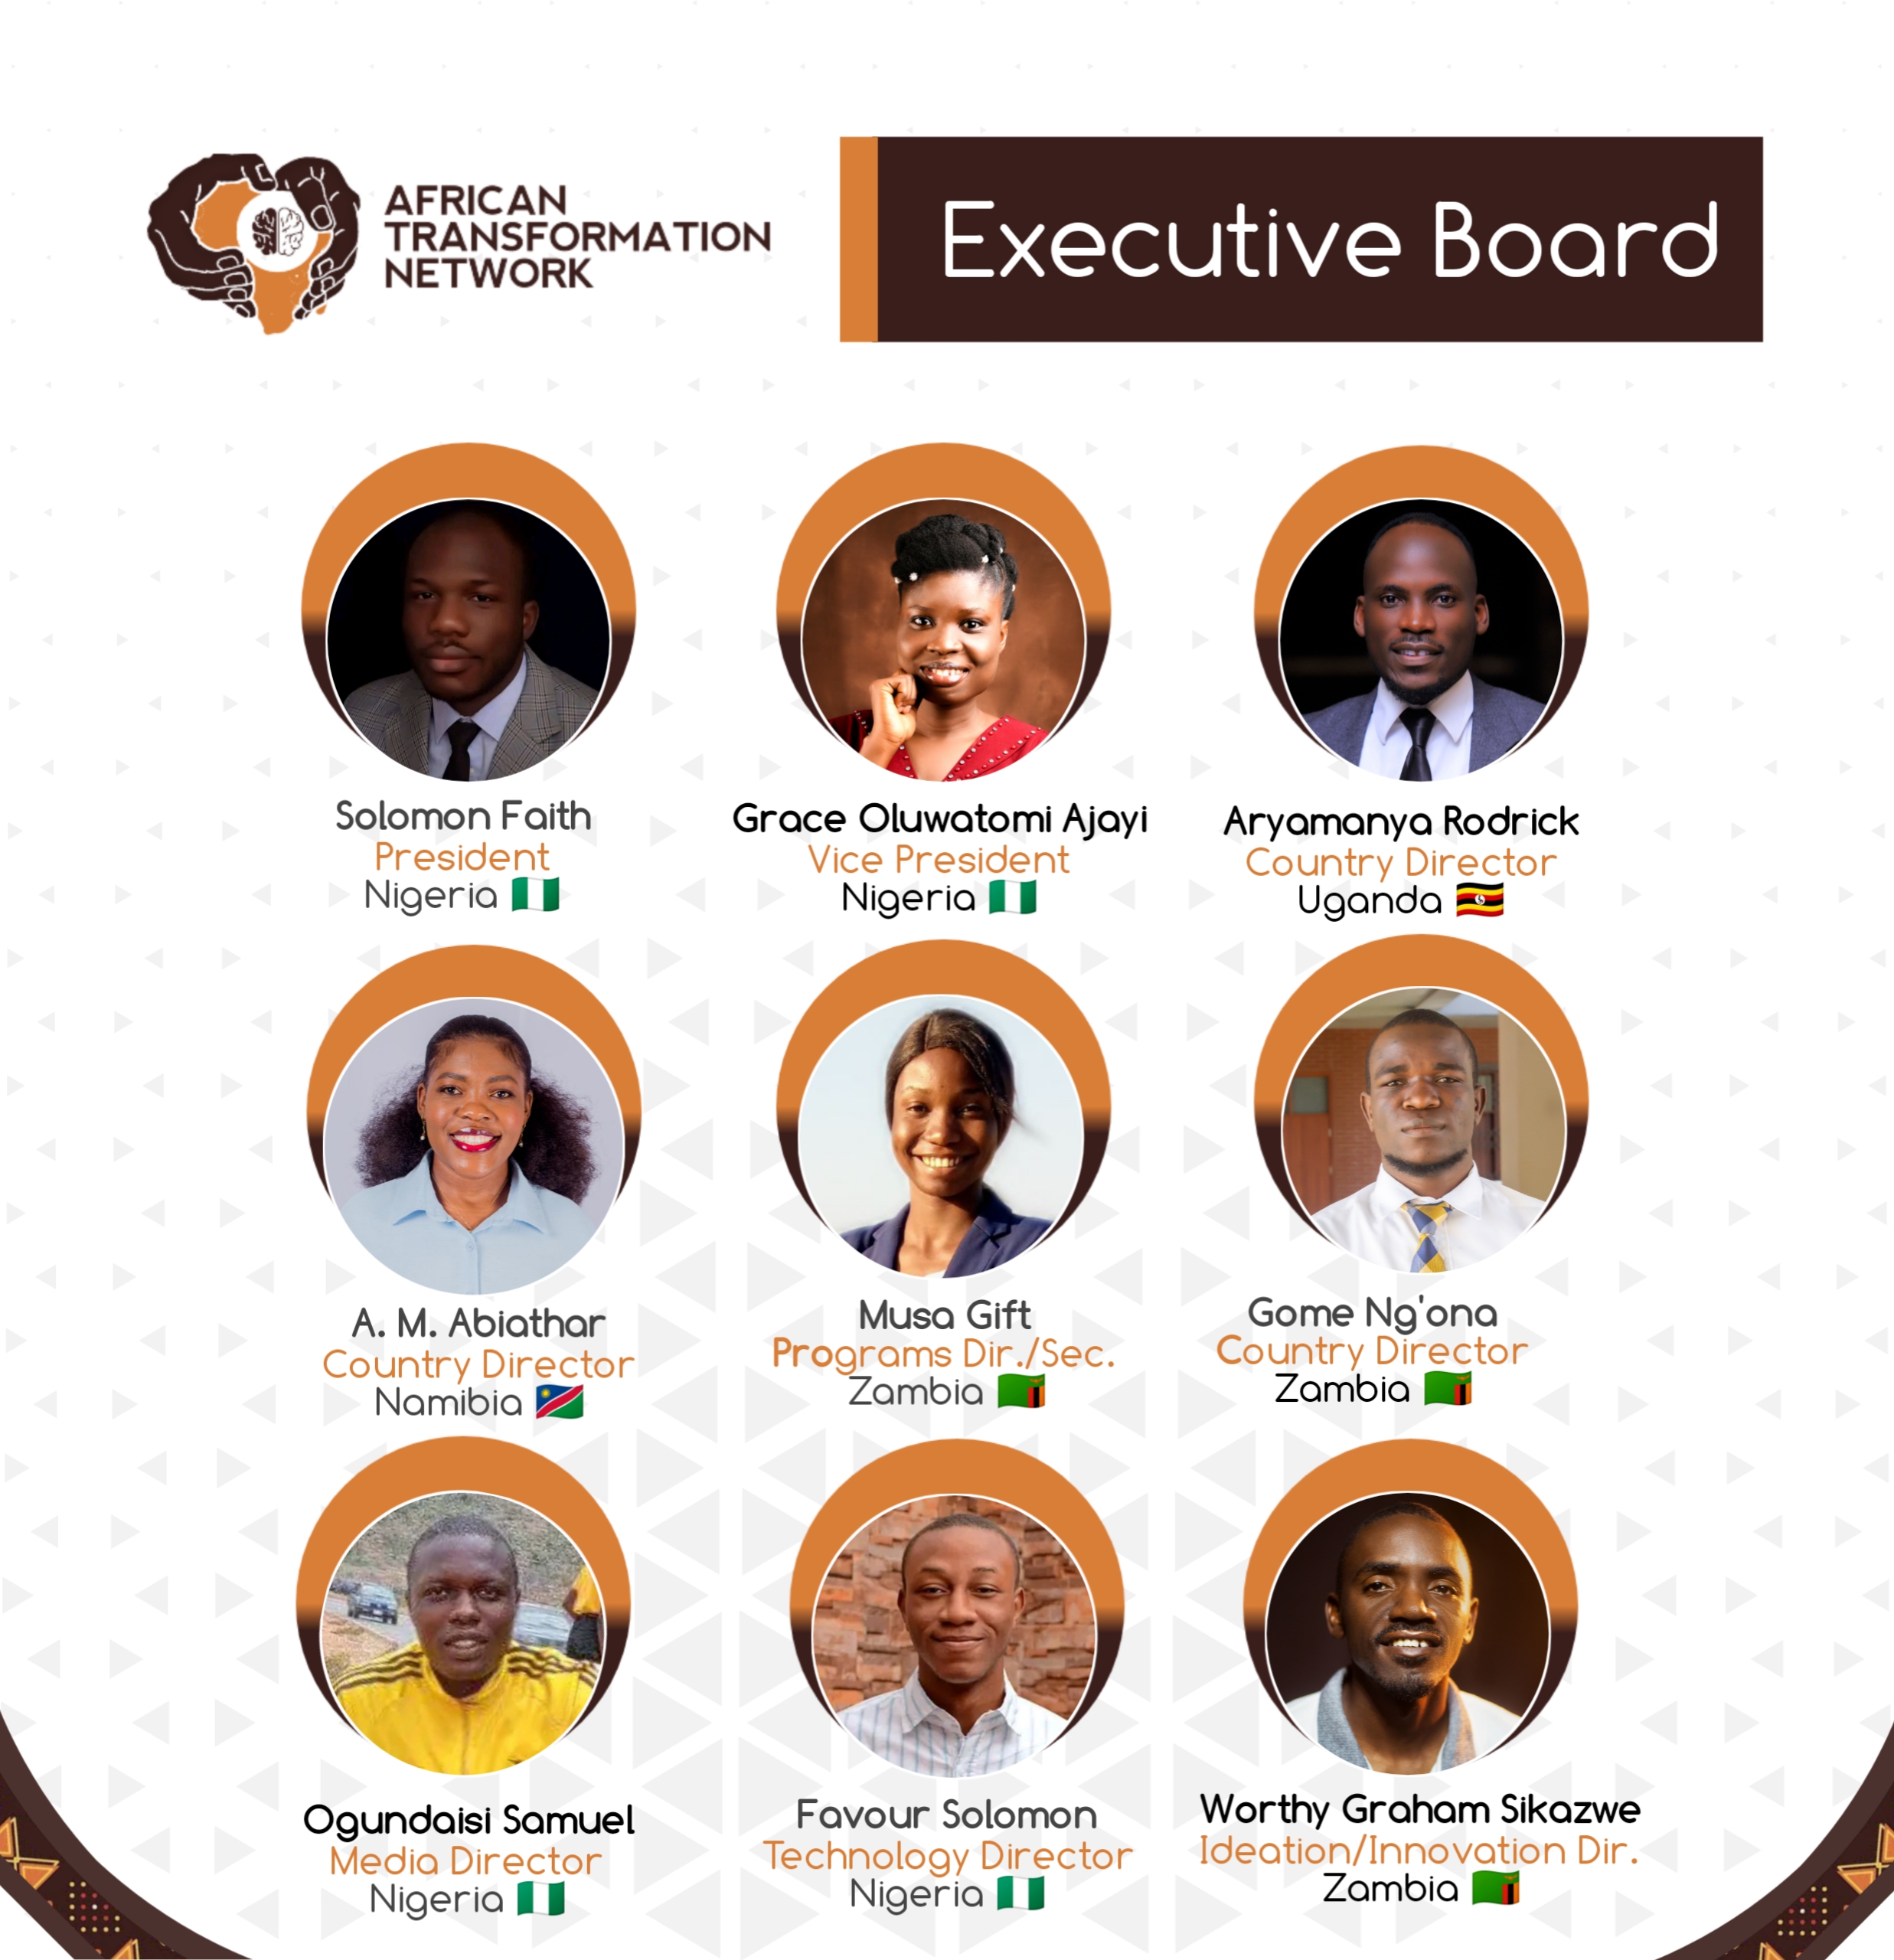 AFRICAN
TRANSFORMATION
NETWORK
Executive Board
Solomon Faith
President
Nigeria
Grace Oluwatomi Ajayi
Vice President
Nigeria
Aryamanya Rodrick
Country Director
Uganda
A. M. Abiathar
Country Director
Namibia
Musa Gift
Programs Dir./Sec.
Zambia
Gome Ng'ona
Country Director
Zambia
Ogundaisi Samuel
Media Director
Nigeria
Favour Solomon
Technology Director
Nigeria
Worthy Graham Sikazwe
Ideation/Innovation Dir.
Zambia